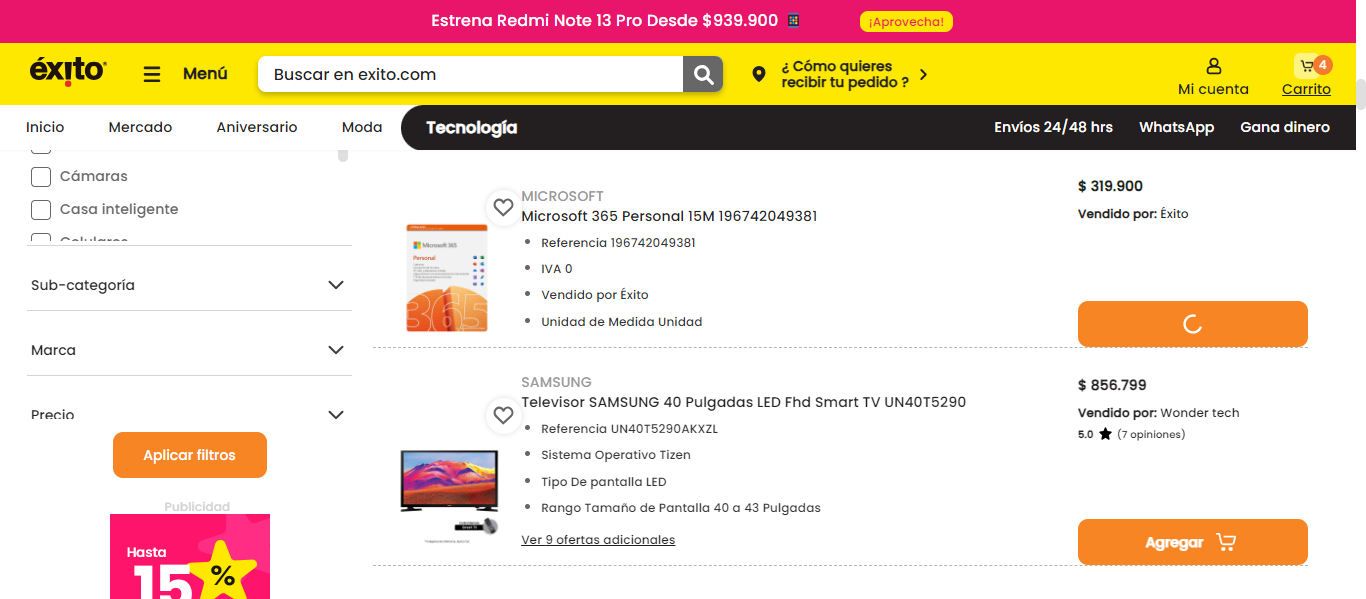 Estrena Redmi Note 13 Pro Desde $939.900
¡Aprovecha!
éxito
Menú
Buscar en exito.com
¿ Cómo quieres
recibir tu pedido ?
Mi cuenta
4
Carrito
Inicio
Mercado
Aniversario
Moda
Tecnología
Envíos 24/48 hrs
WhatsApp
Gana dinero
Cámaras
Casa inteligente
Celulares
Sub-categoría
Marca
Precio
Aplicar filtros
Publicidad
Hasta
15
%
MICROSOFT
Microsoft 365 Personal 15M 196742049381
Referencia 196742049381
IVA 0
Vendido por Éxito
Unidad de Medida Unidad
Microsoft 365
Personal
365
$ 319.900
Vendido por: Éxito
SAMSUNG
Televisor SAMSUNG 40 Pulgadas LED Fhd Smart TV UN40T5290
Referencia UN40T5290AKXZL
Sistema Operativo Tizen
Tipo De pantalla LED
Rango Tamaño de Pantalla 40 a 43 Pulgadas
Ver 9 ofertas adicionales
$ 856.799
Vendido por: Wonder tech
5.0 (7 opiniones)
Agregar